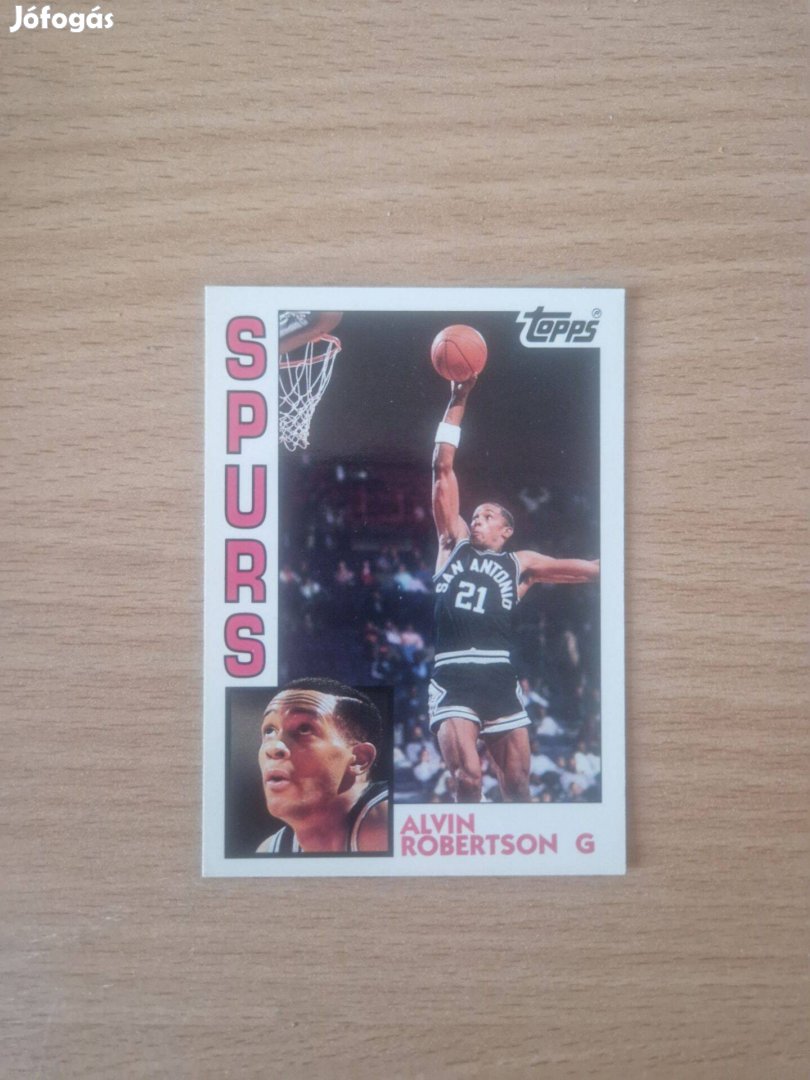 Jófogás
SPURS
topps®
SAN ANTONIO
21
ALVIN
ROBERTSON G